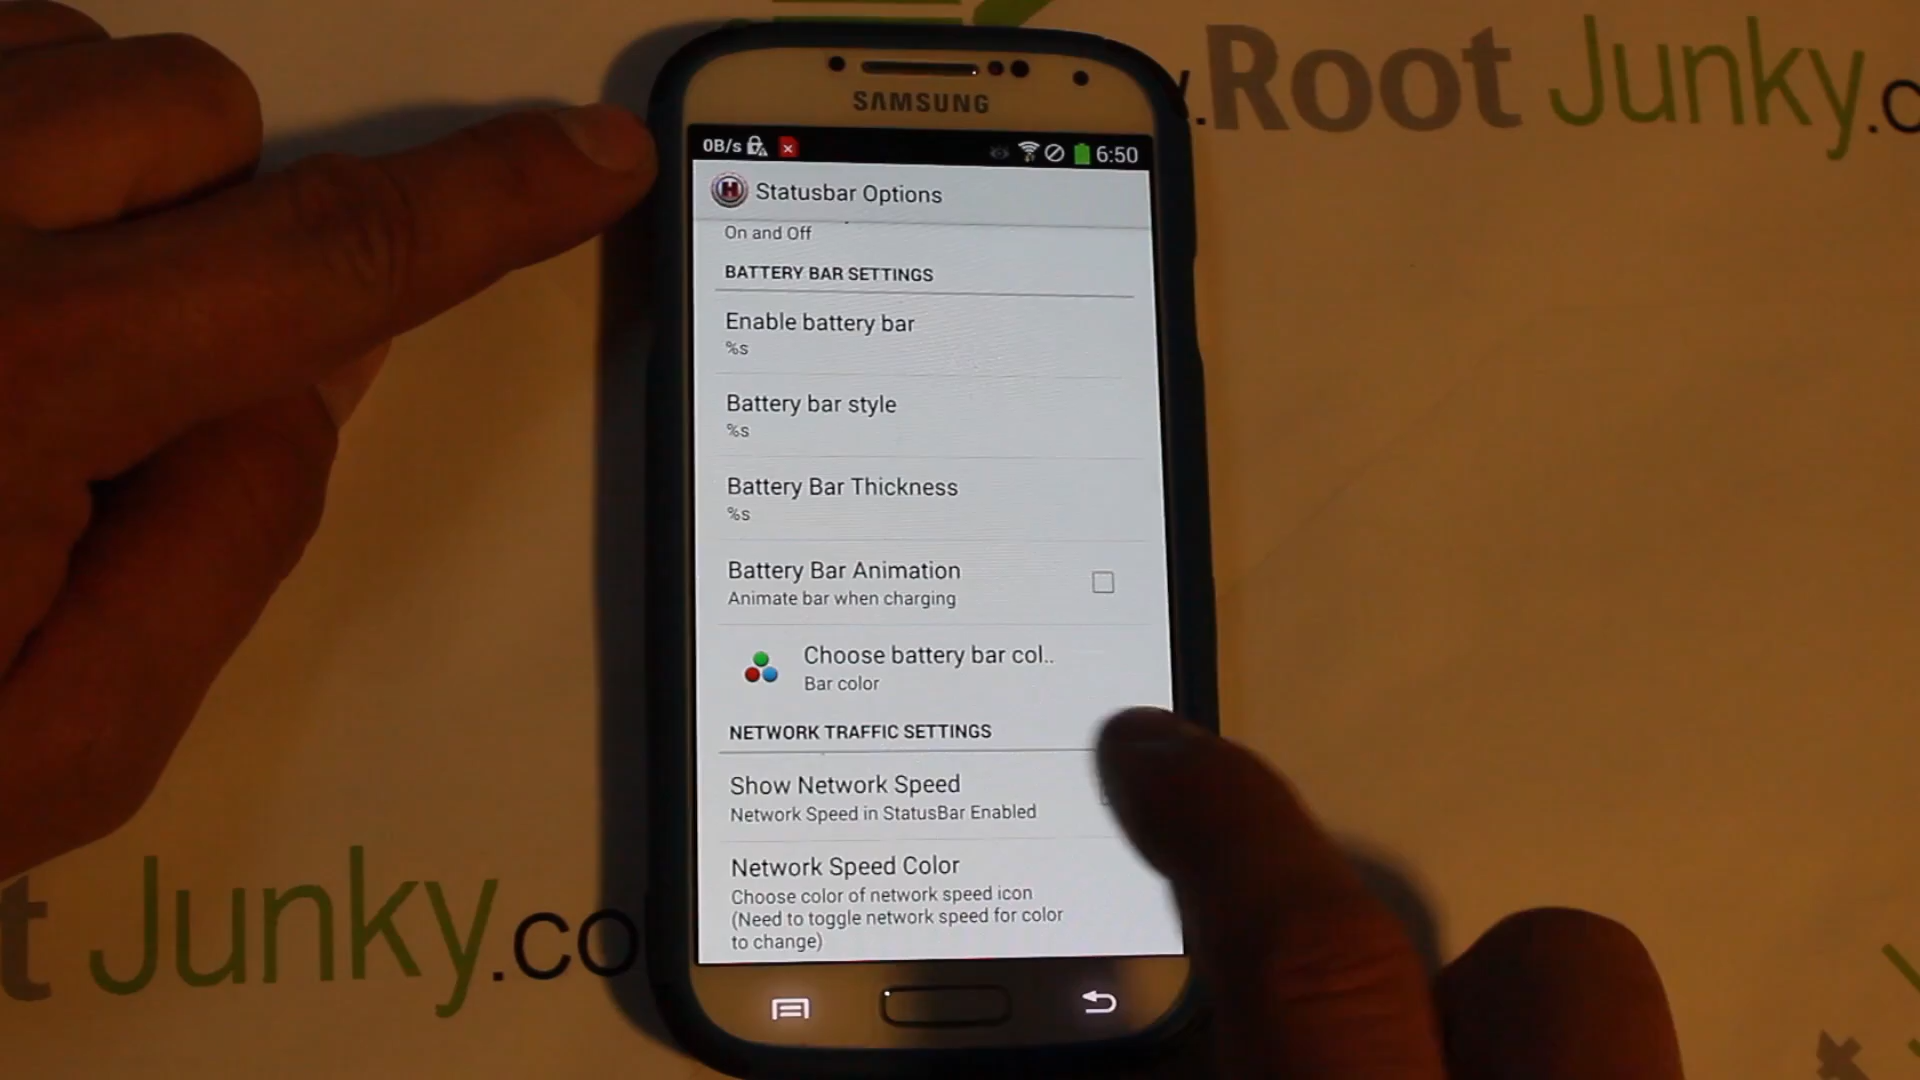 .Root Junky.c
SAMSUNG
0B/s 6:50
Statusbar Options
On and Off
BATTERY BAR SETTINGS
Enable battery bar
%s
Battery bar style
%s
Battery Bar Thickness
%s
Battery Bar Animation
Animate bar when charging
Choose battery bar col..
Bar color
NETWORK TRAFFIC SETTINGS
Show Network Speed
Network Speed in StatusBar Enabled
Network Speed Color
Choose color of network speed icon
(Need to toggle network speed for color
to change)
t Junky.co